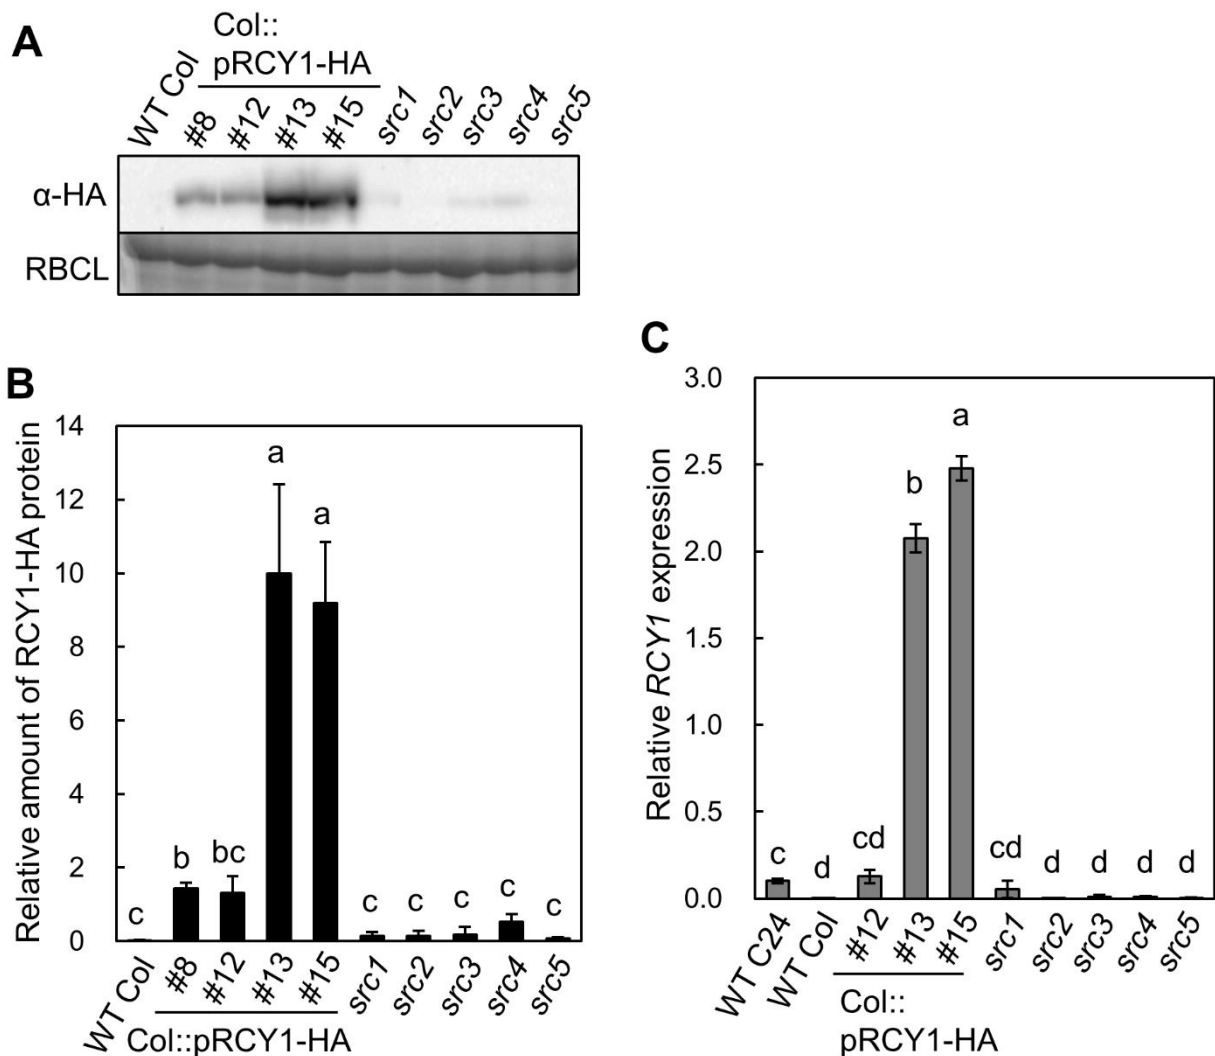 A
Col::
pRCY1-HA
WT Col
#8
#12
#13
#15
src1
src2
src3
src4
src5
α-HA
RBCL
B
Relative amount of RCY1-HA protein
14
12
10
8
6
4
2
0
c
b
bc
a
a
c
c
c
c
c
WT Col
#8
#12
#13
#15
src1
src2
src3
src4
src5
Col::pRCY1-HA
C
Relative RCY1 expression
3.0
2.5
2.0
1.5
1.0
0.5
0.0
c
d
cd
b
a
cd
d
d
d
d
WT C24
WT Col
#12
#13
#15
src1
src2
src3
src4
src5
Col::
pRCY1-HA